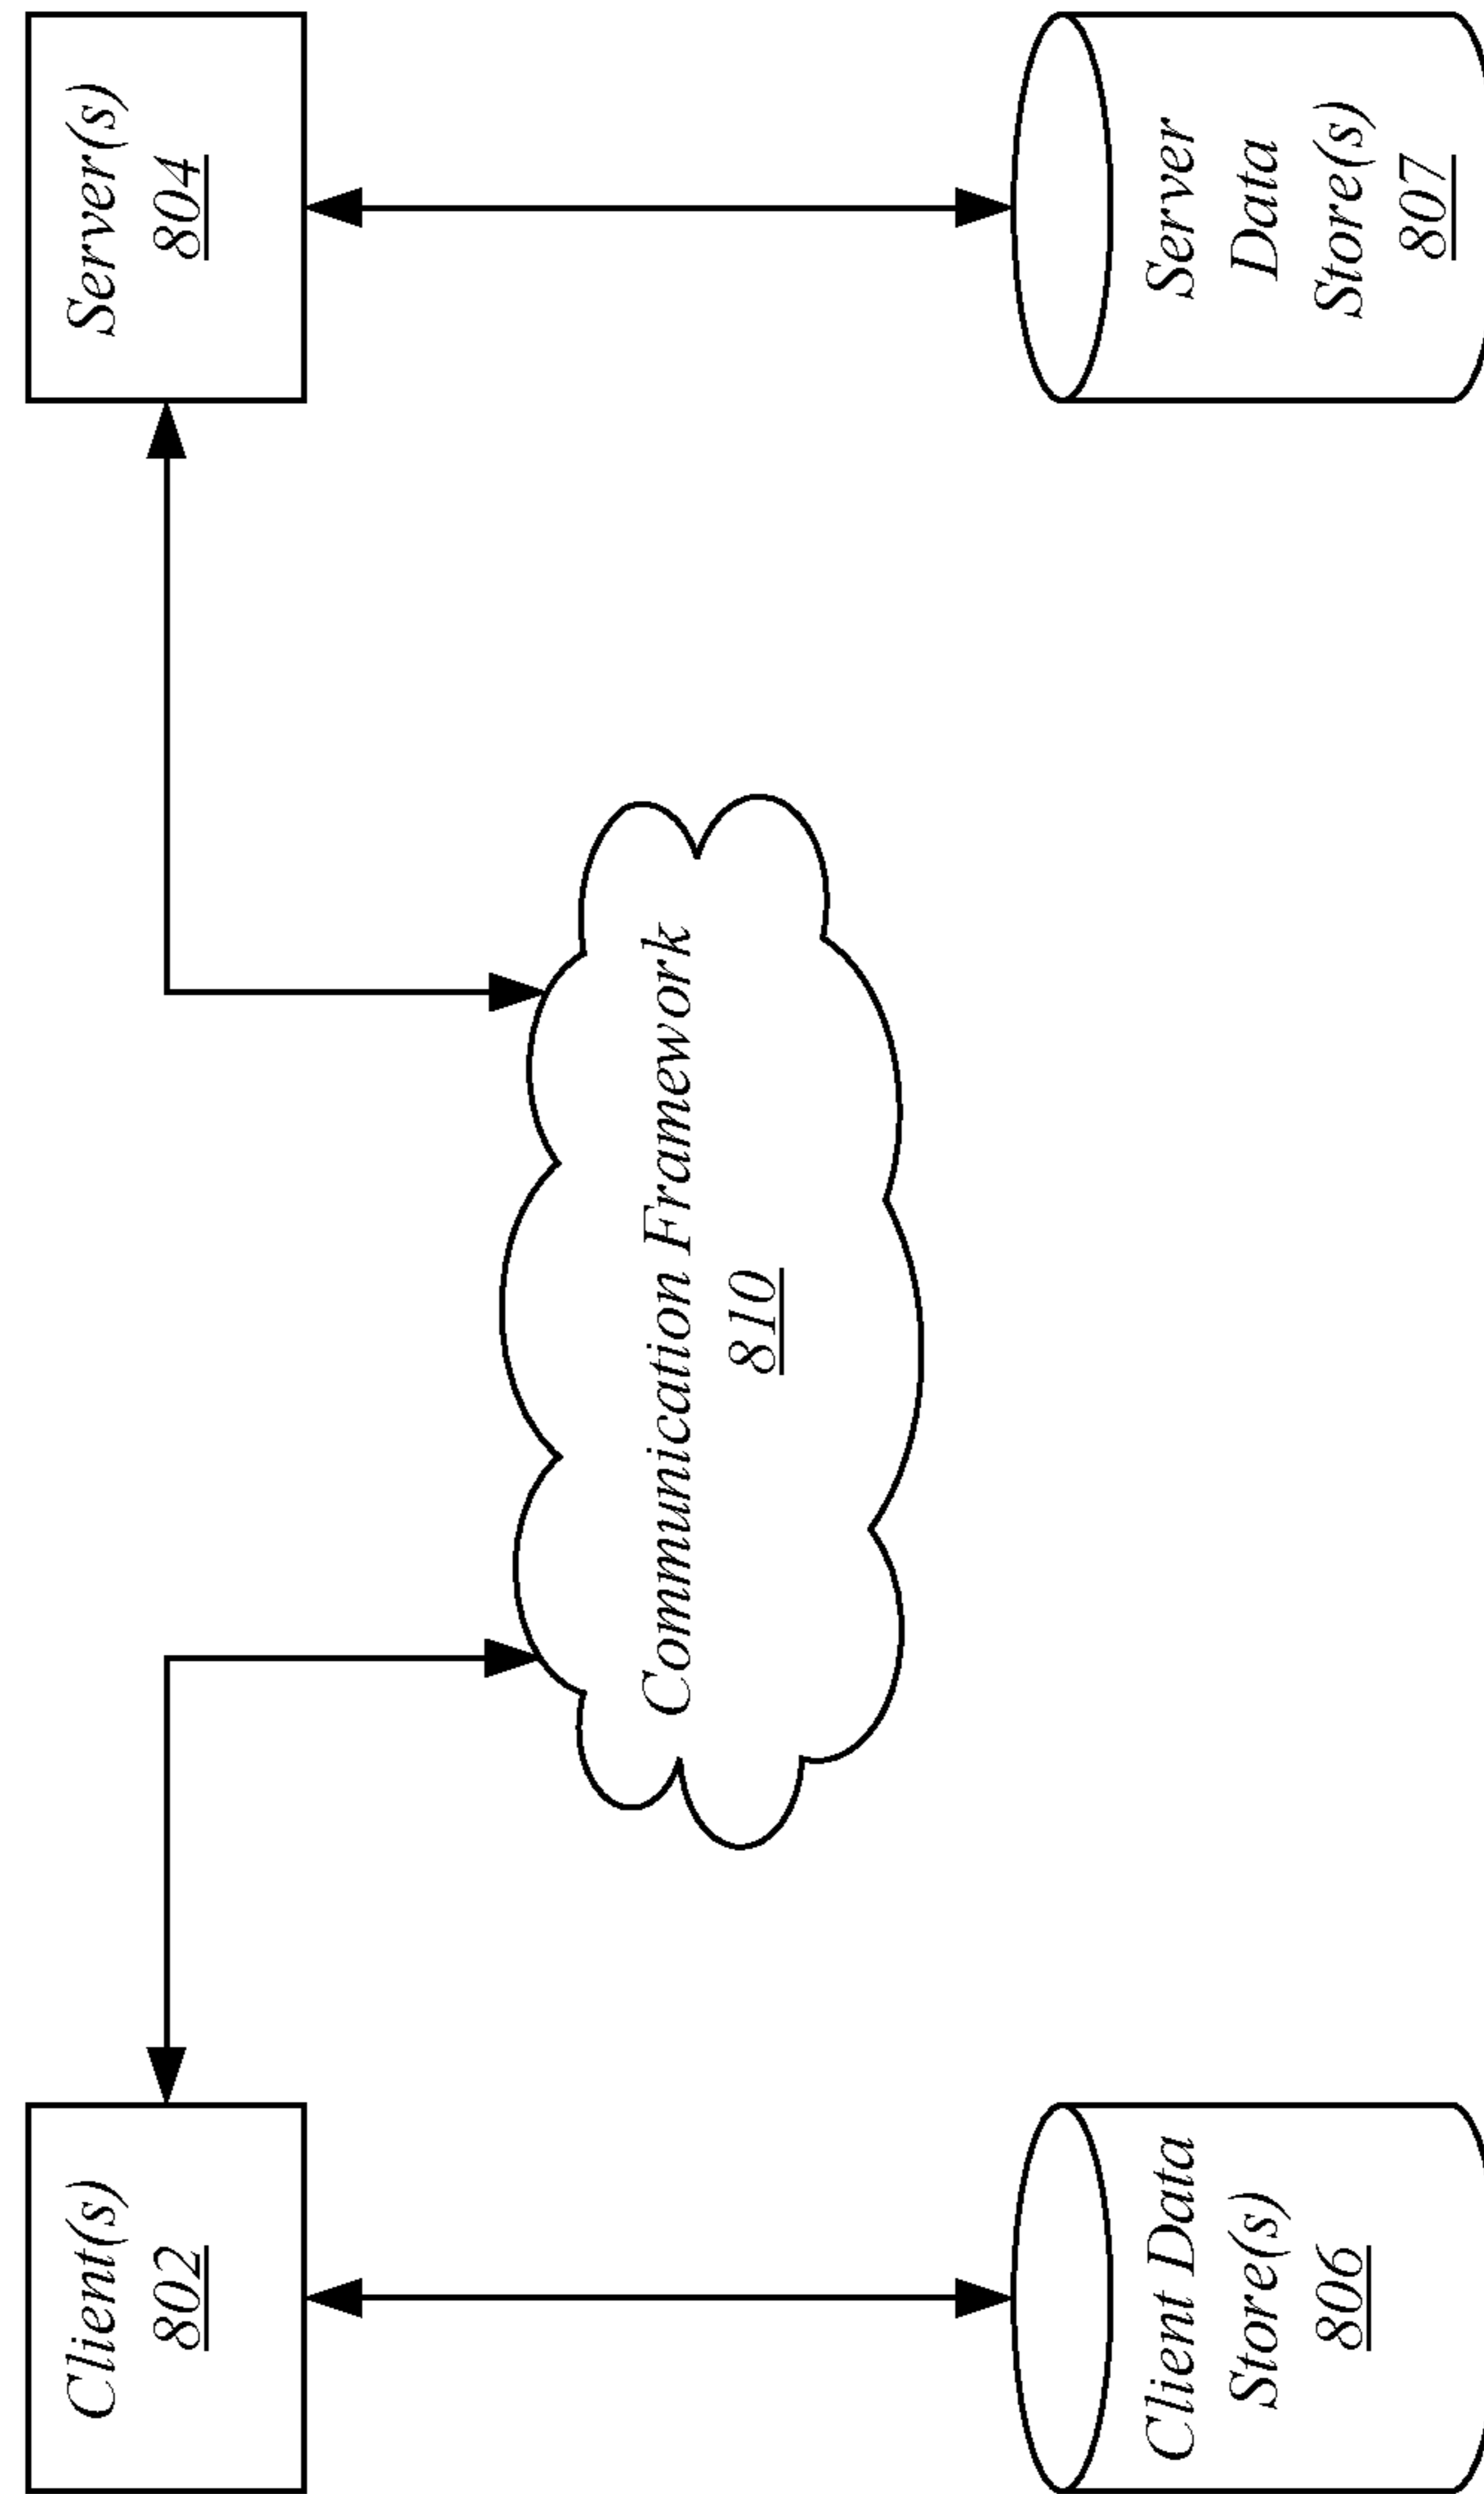 Client(s)
802
Server(s)
804
Communication Framework
810
Client Data
Store(s)
806
Server
Data
Store(s)
807